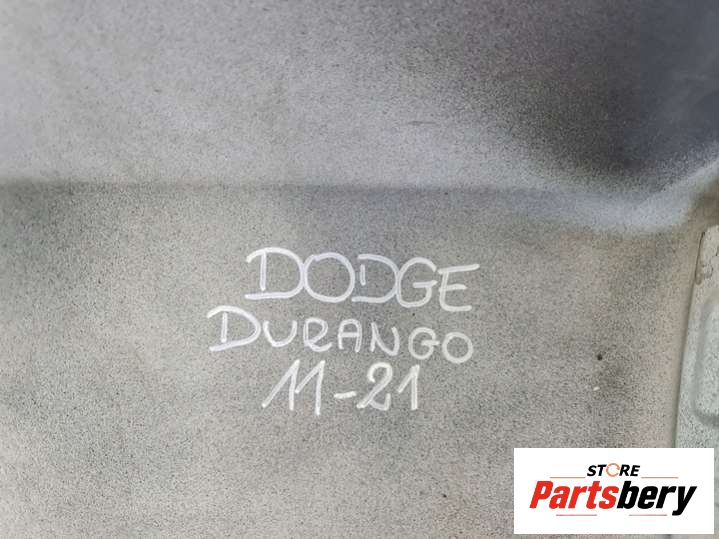 DODGE
DURANGO
11-21
STORE
Partsbery